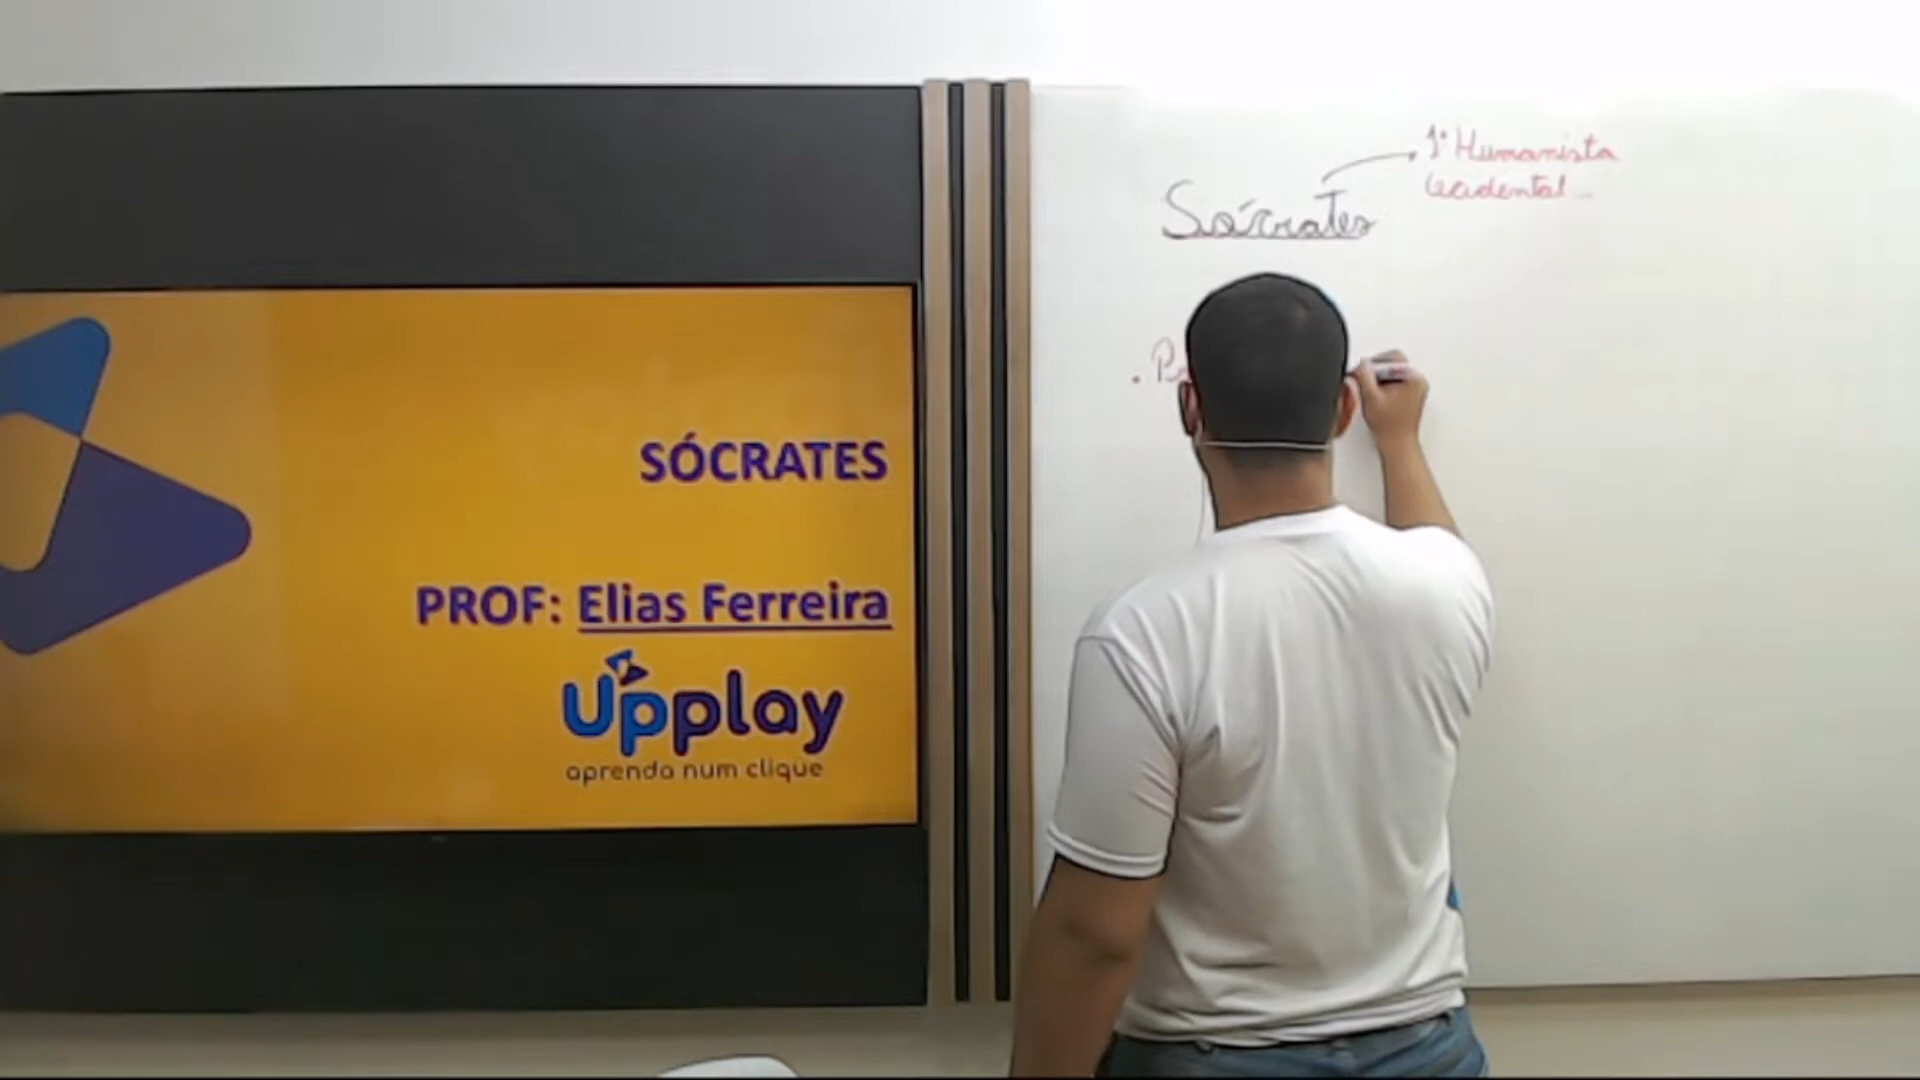 SÓCRATES
PROF: Elias Ferreira
Upplay
aprenda num clique
1º Humanista
Ocidental...
Sócrates